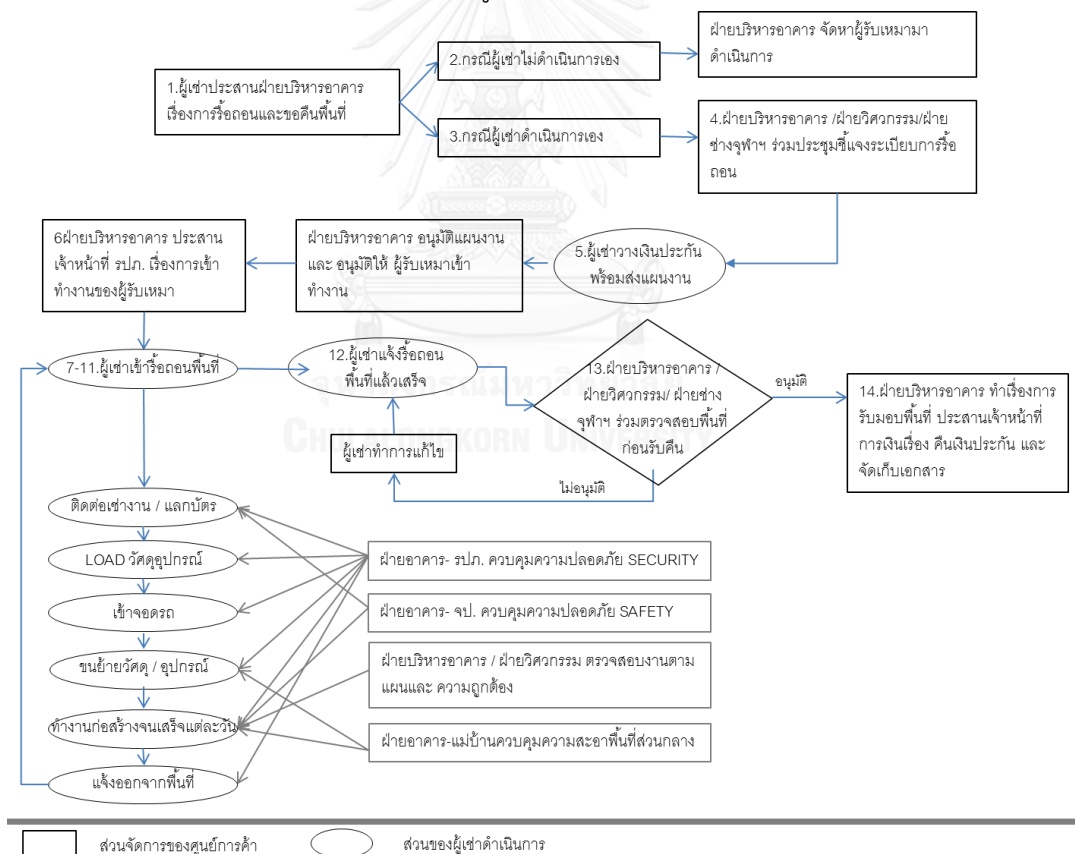 ฝ่ายบริหารอาคาร จัดหาผู้รับเหมามา
ดำเนินการ
2.กรณีผู้เช่าไม่ดำเนินการเอง
1.ผู้เช่าประสานฝ่ายบริหารอาคาร
เรื่องการรื้อถอนและขอคืนพื้นที่
3.กรณีผู้เช่าดำเนินการเอง
4.ฝ่ายบริหารอาคาร /ฝ่ายวิศวกรรม/ฝ่าย
ช่างจุฬาฯ ร่วมประชุมชี้แจงระเบียบการรื้อ
ถอน
6ฝ่ายบริหารอาคาร ประสาน
เจ้าหน้าที่ รปภ. เรื่องการเข้า
ทำงานของผู้รับเหมา
ฝ่ายบริหารอาคาร อนุมัติแผนงาน
และ อนุมัติให้ ผู้รับเหมาเข้า
ทำงาน
5.ผู้เช่าวางเงินประกัน
พร้อมส่งแผนงาน
7-11.ผู้เช่าเข้ารื้อถอนพื้นที่
12.ผู้เช่าแจ้งรื้อถอน
พื้นที่แล้วเสร็จ
13.ฝ่ายบริหารอาคาร /
ฝ่ายวิศวกรรม/ ฝ่ายช่าง
จุฬาฯ ร่วมตรวจสอบพื้นที่
ก่อนรับคืน
อนุมัติ
14.ฝ่ายบริหารอาคาร ทำเรื่องการ
รับมอบพื้นที่ ประสานเจ้าหน้าที่
การเงินเรื่อง คืนเงินประกัน และ
จัดเก็บเอกสาร
จุฬาลงกรณ์มหาวิทยาลัย
CHULALONGKORN UNIVERSITY
ผู้เช่าทำการแก้ไข
ไม่อนุมัติ
ติดต่อเช่างาน / แลกบัตร
LOAD วัสดุอุปกรณ์
เข้าจอดรถ
ขนย้ายวัสดุ / อุปกรณ์
ทำงานก่อสร้างจนเสร็จแต่ละวัน
แจ้งออกจากพื้นที่
ฝ่ายอาคาร- รปภ. ควบคุมความปลอดภัย SECURITY
ฝ่ายอาคาร- จป. ควบคุมความปลอดภัย SAFETY
ฝ่ายบริหารอาคาร / ฝ่ายวิศวกรรม ตรวจสอบงานตาม
แผนและ ความถูกต้อง
ฝ่ายอาคาร-แม่บ้านควบคุมความสะอาพื้นที่ส่วนกลาง
ส่วนจัดการของศูนย์การค้า
ส่วนของผู้เช่าดำเนินการ